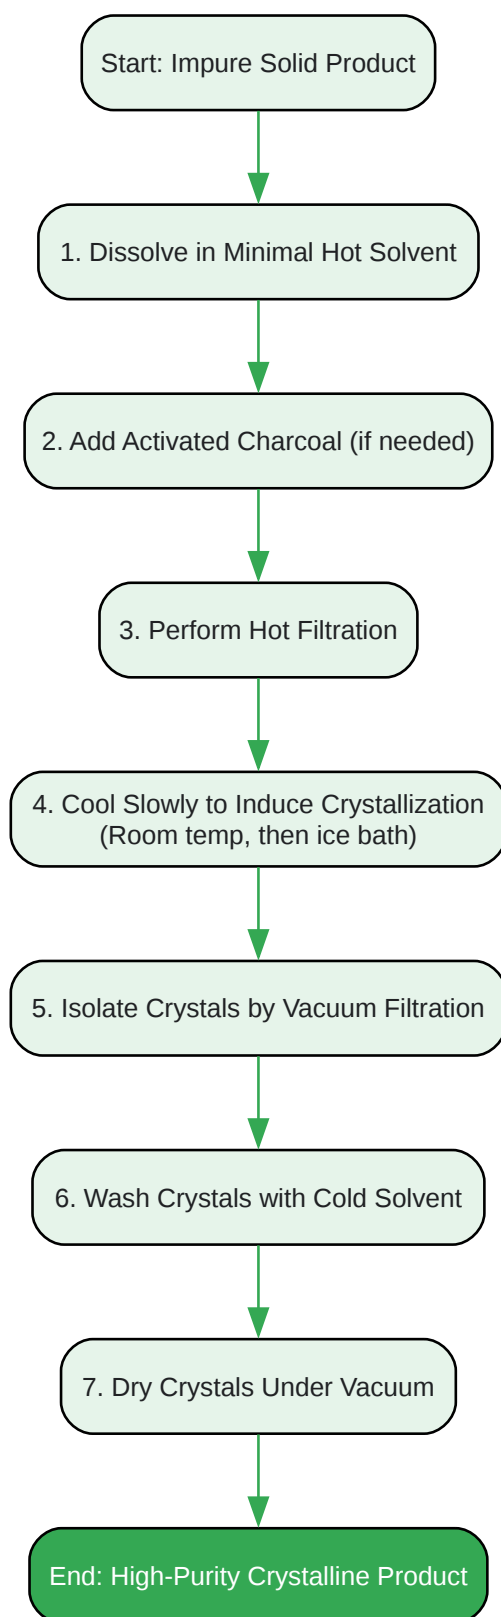 Start: Impure Solid Product
1. Dissolve in Minimal Hot Solvent
2. Add Activated Charcoal (if needed)
3. Perform Hot Filtration
4. Cool Slowly to Induce Crystallization
(Room temp, then ice bath)
5. Isolate Crystals by Vacuum Filtration
6. Wash Crystals with Cold Solvent
7. Dry Crystals Under Vacuum
End: High-Purity Crystalline Product